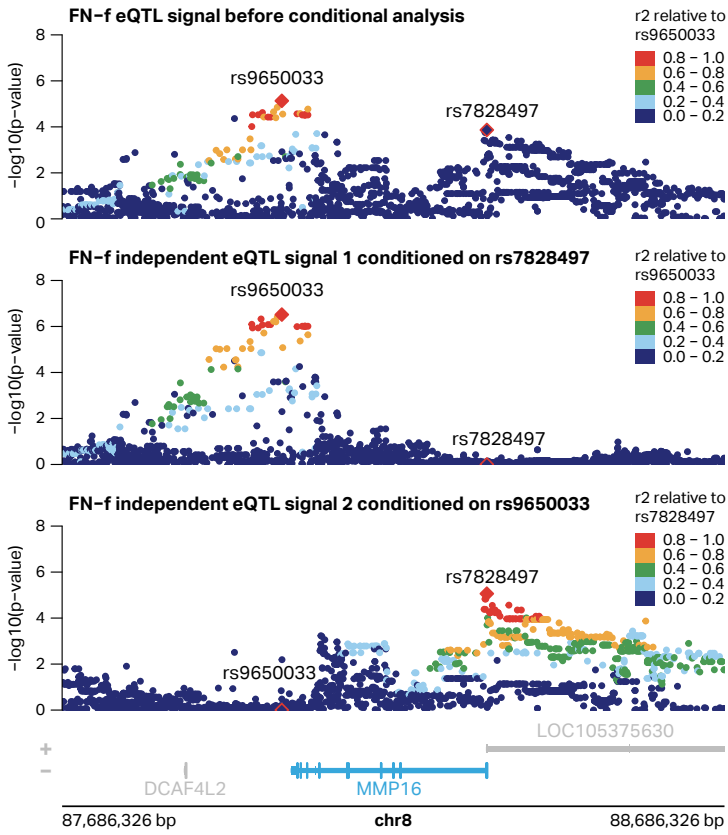 FN-f eQTL signal before conditional analysis
r2 relative to
rs9650033
0.8 – 1.0
0.6 – 0.8
0.4 – 0.6
0.2 – 0.4
0.0 – 0.2
8
6
4
2
0
−log10(p−value)
rs9650033
rs7828497
FN−f independent eQTL signal 1 conditioned on rs7828497
r2 relative to
rs9650033
0.8 – 1.0
0.6 – 0.8
0.4 – 0.6
0.2 – 0.4
0.0 – 0.2
8
6
4
2
0
−log10(p−value)
rs9650033
rs7828497
FN−f independent eQTL signal 2 conditioned on rs9650033
r2 relative to
rs7828497
0.8 – 1.0
0.6 – 0.8
0.4 – 0.6
0.2 – 0.4
0.0 – 0.2
8
6
4
2
0
−log10(p−value)
rs7828497
rs9650033
LOC105375630
+
−
DCAF4L2
MMP16
87,686,326 bp
chr8
88,686,326 bp